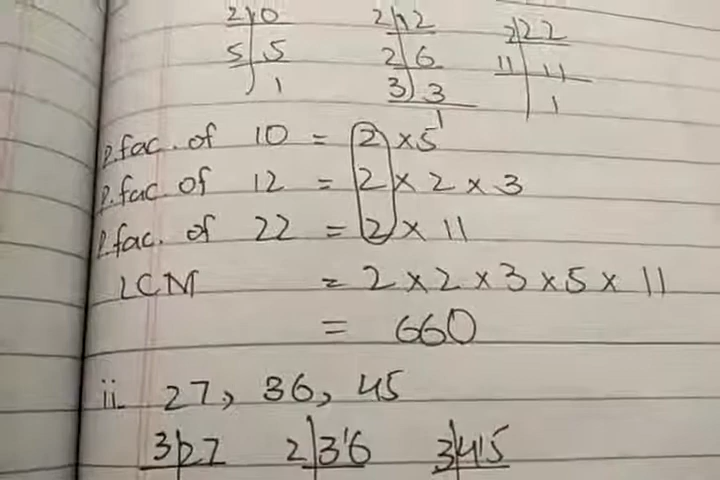 2 10 2 12 2 22
5 5 2 6 11 11
1 3 3 1
1
P.fac. of 10 = 2 × 5
P.fac of 12 = 2 × 2 × 3
P.fac. of 22 = 2 × 11
LCM = 2 × 2 × 3 × 5 × 11
= 660
ii. 27, 36, 45
3 27 2 36 3 45